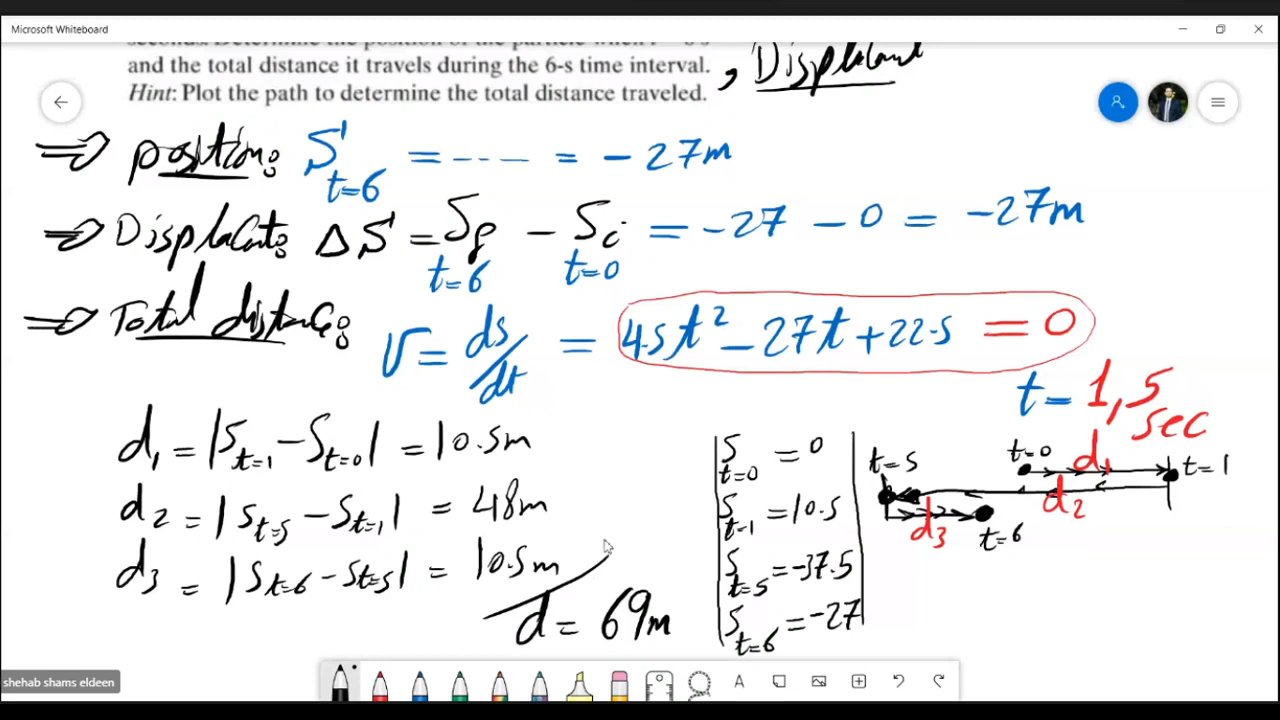 Microsoft Whiteboard
and the total distance it travels during the 6-s time interval.
Hint: Plot the path to determine the total distance traveled.
, Displacement
⇒ position: S t=6 = ---- = -27m
⇒ Displacement: ΔS = Sf t=6 - Si t=0 = -27 - 0 = -27m
⇒ Total distance:
v = ds/dt = 4.5t² - 27t + 22.5 = 0
t = 1, 5 sec
d1 = |S t=1 - S t=0| = 10.5m
d2 = |S t=5 - S t=1| = 48m
d3 = |S t=6 - S t=5| = 10.5m
d = 69m
S t=0 = 0
S t=1 = 10.5
S t=5 = -37.5
S t=6 = -27
t=0 d1 t=1
t=5 d2
d3 t=6
shehab shams eldeen
A